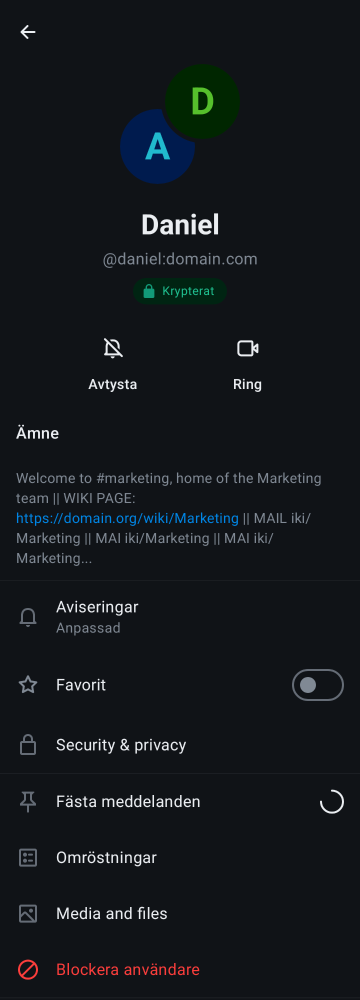 D
A
Daniel
@daniel:domain.com
Krypterat
Avtysta
Ring
Ämne
Welcome to #marketing, home of the Marketing
team || WIKI PAGE:
https://domain.org/wiki/Marketing || MAIL iki/
Marketing || MAI iki/Marketing || MAI iki/
Marketing...
Aviseringar
Anpassad
Favorit
Security & privacy
Fästa meddelanden
Omröstningar
Media and files
Blockera användare